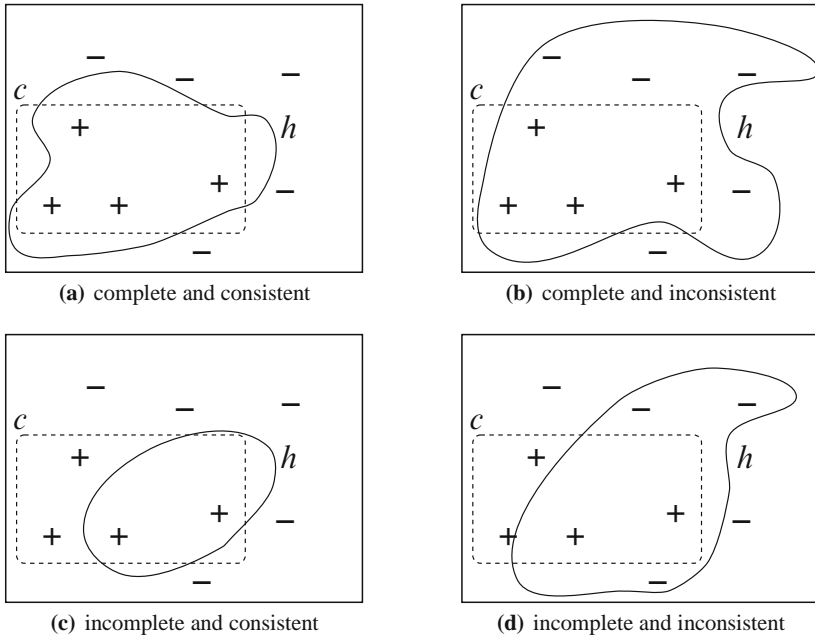 c
h
(a) complete and consistent
c
h
(b) complete and inconsistent
c
h
(c) incomplete and consistent
c
h
(d) incomplete and inconsistent